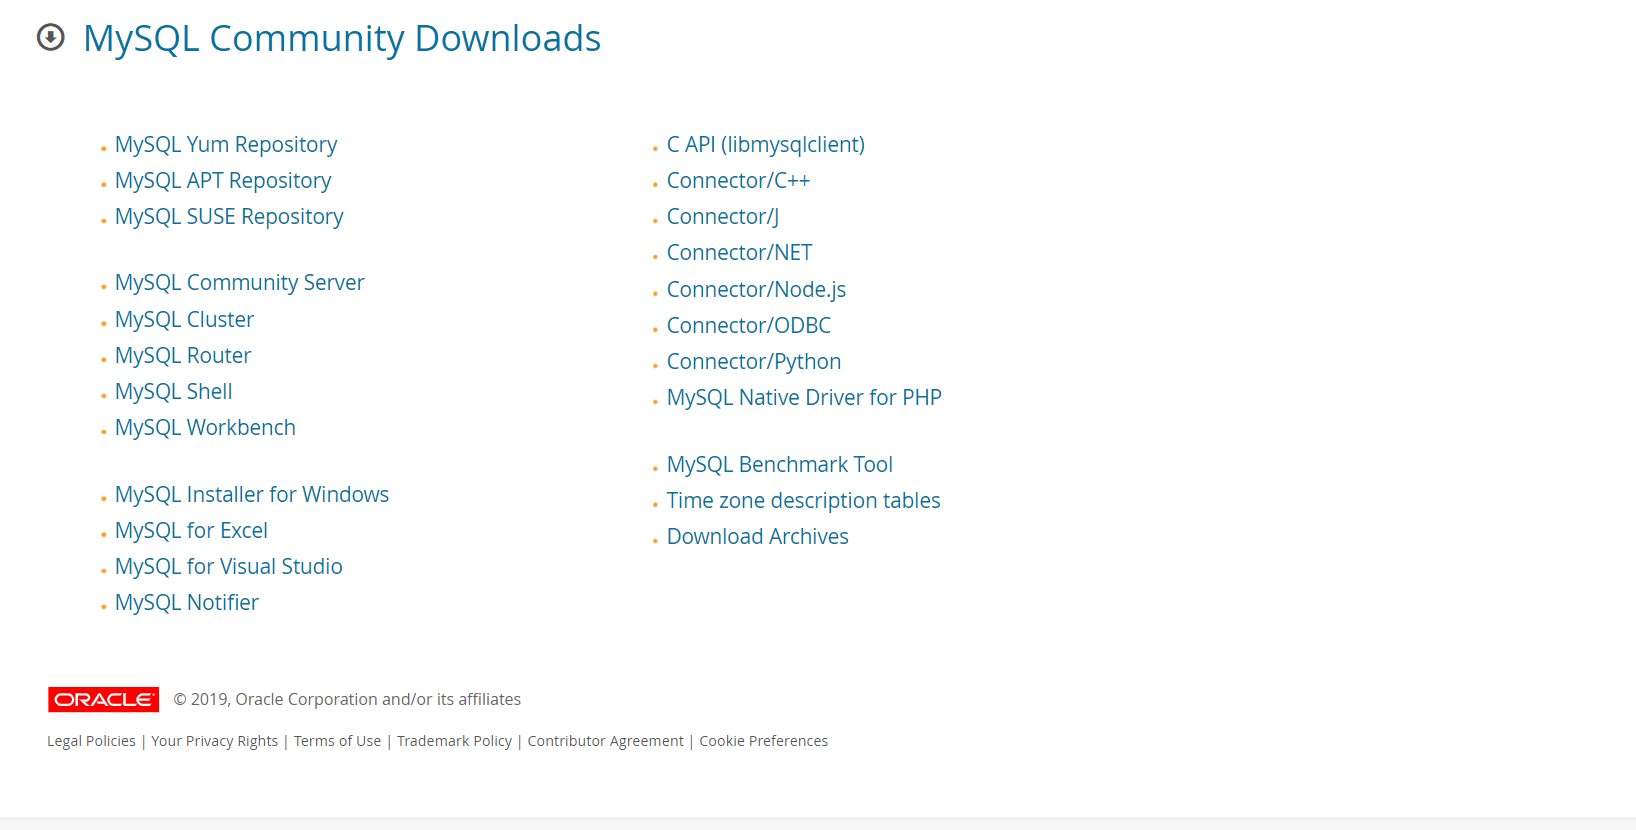 MySQL Community Downloads
MySQL Yum Repository
MySQL APT Repository
MySQL SUSE Repository
MySQL Community Server
MySQL Cluster
MySQL Router
MySQL Shell
MySQL Workbench
MySQL Installer for Windows
MySQL for Excel
MySQL for Visual Studio
MySQL Notifier
C API (libmysqlclient)
Connector/C++
Connector/J
Connector/NET
Connector/Node.js
Connector/ODBC
Connector/Python
MySQL Native Driver for PHP
MySQL Benchmark Tool
Time zone description tables
Download Archives
ORACLE © 2019, Oracle Corporation and/or its affiliates
Legal Policies | Your Privacy Rights | Terms of Use | Trademark Policy | Contributor Agreement | Cookie Preferences